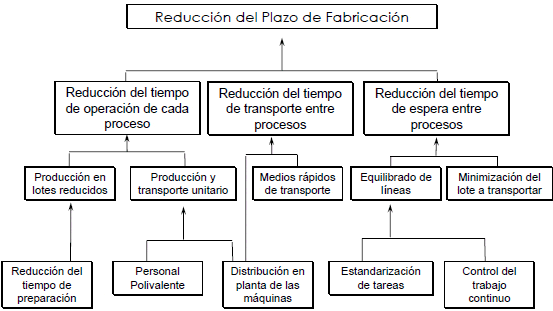 Reducción del Plazo de Fabricación
Reducción del tiempo
de operación de cada
proceso
Reducción del tiempo
de transporte entre
procesos
Reducción del tiempo
de espera entre
procesos
Producción en
lotes reducidos
Producción y
transporte unitario
Medios rápidos
de transporte
Equilibrado de
líneas
Minimización del
lote a transportar
Reducción del
tiempo de
preparación
Personal
Polivalente
Distribución en
planta de las
máquinas
Estandarización
de tareas
Control del
trabajo
continuo